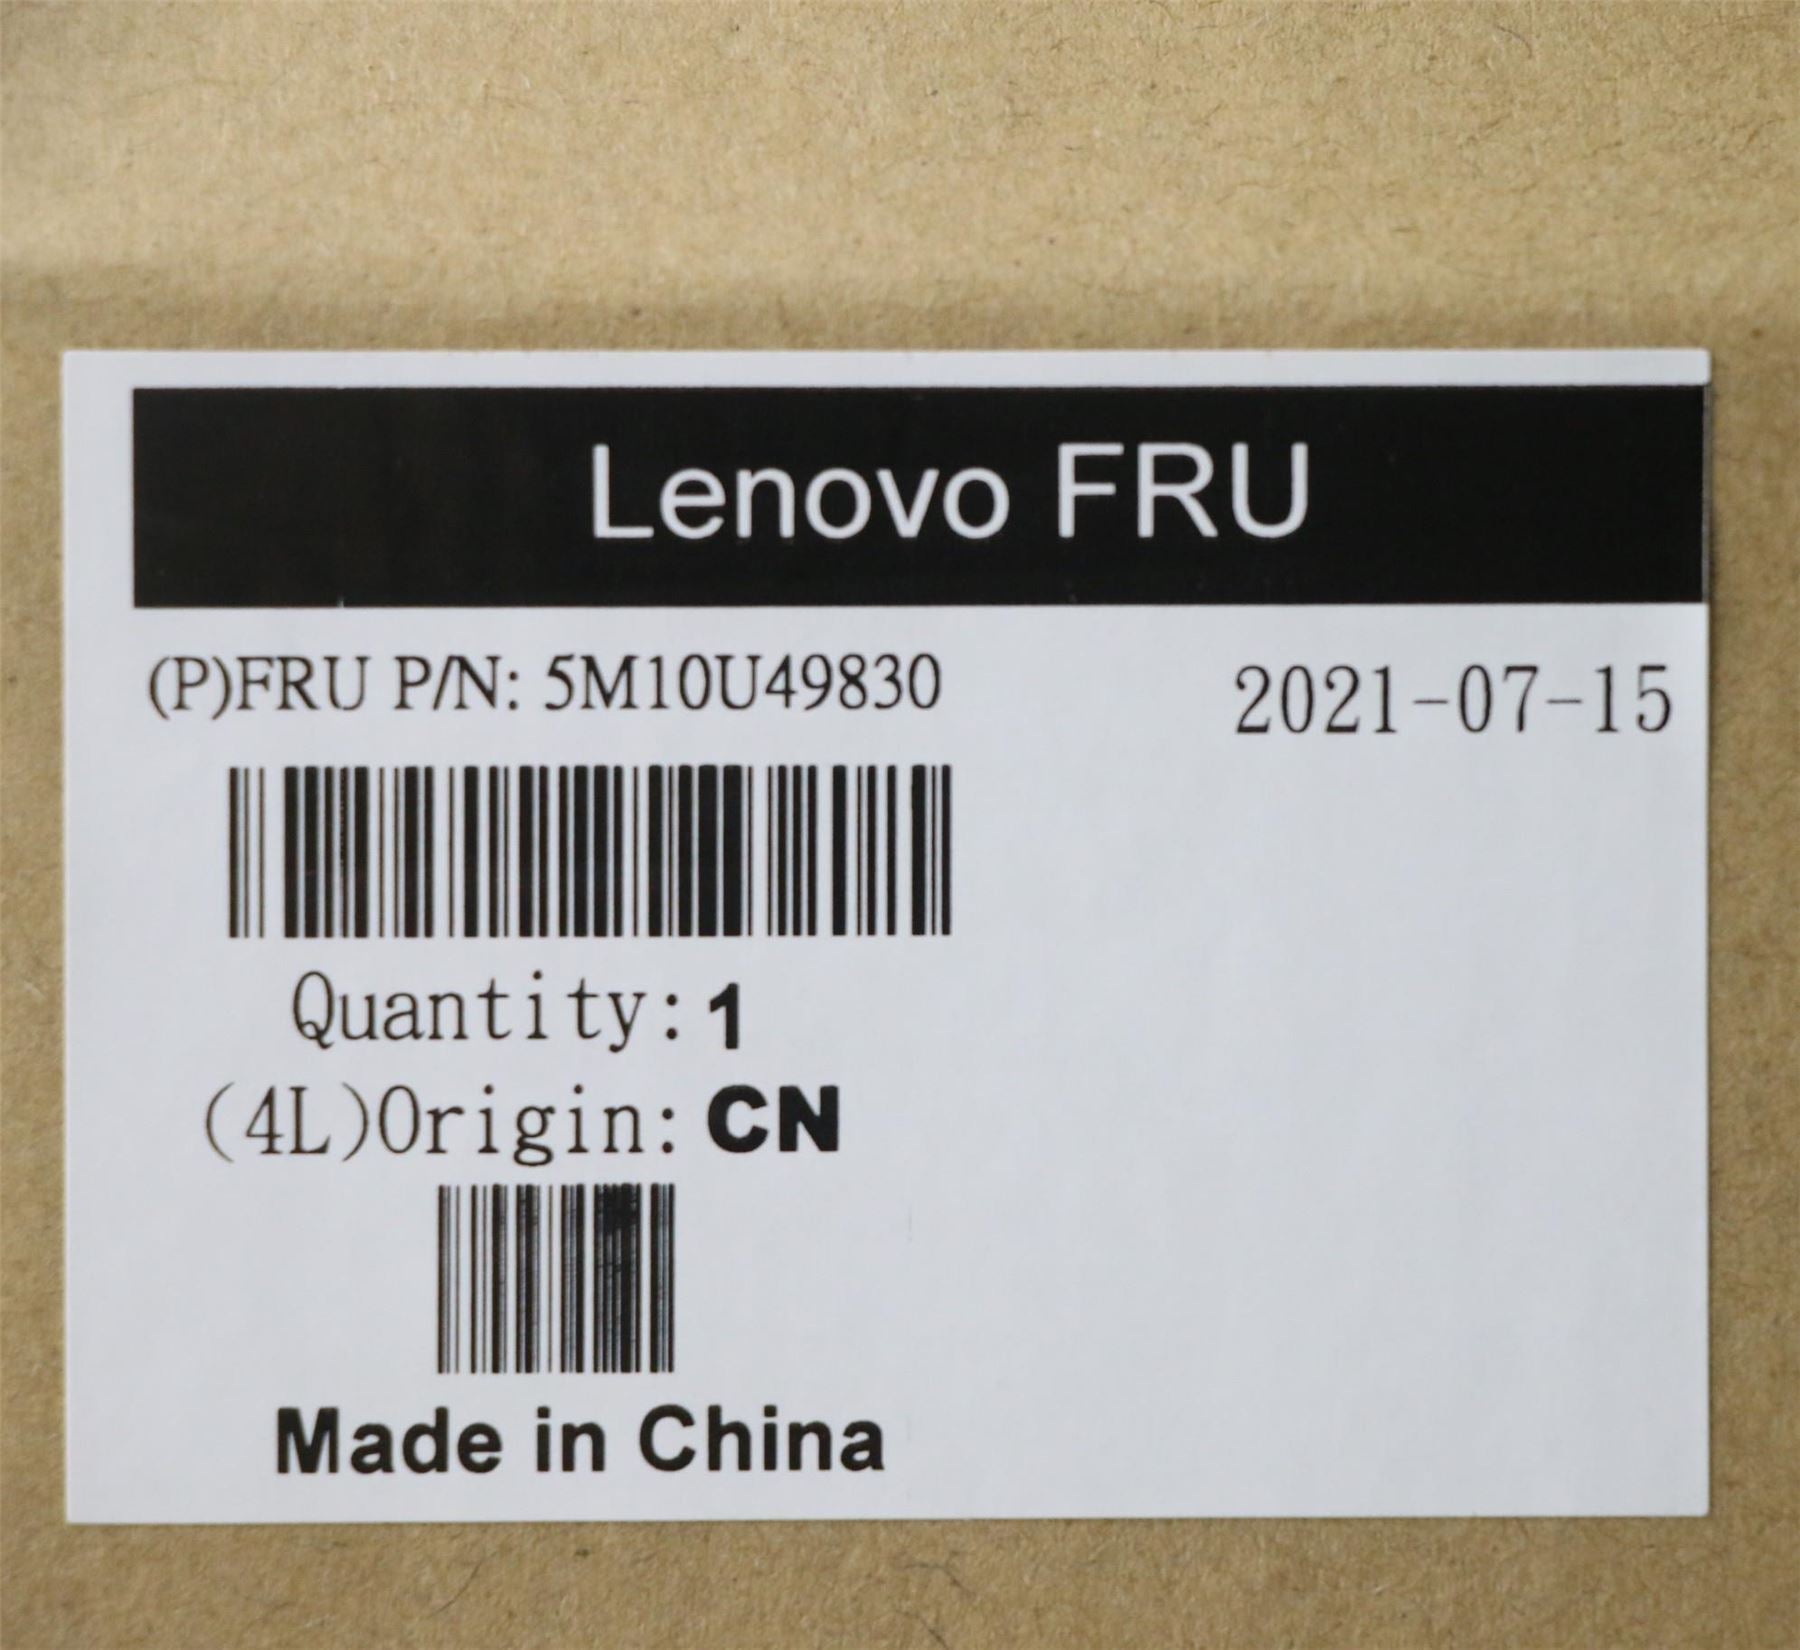 Lenovo FRU
(P)FRU P/N: 5M10U49830
2021-07-15
Quantity: 1
(4L)Origin: CN
Made in China